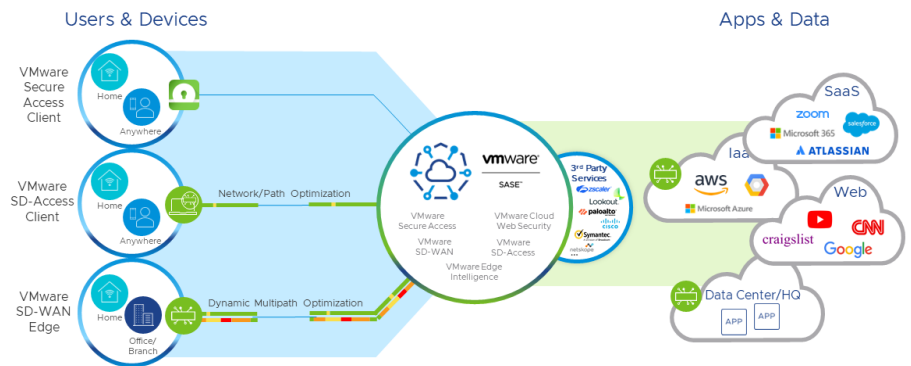 Users & Devices
Apps & Data
VMware
Secure
Access
Client
Home
Anywhere
VMware
SD-Access
Client
Home
Anywhere
Network/Path Optimization
VMware
SD-WAN
Edge
Home
Office/
Branch
Dynamic Multipath Optimization
vmware®
SASE™
VMware
Secure Access
VMware Cloud
Web Security
VMware
SD-WAN
VMware
SD-Access
VMware Edge
Intelligence
3rd Party
Services
zscaler
Lookout
paloalto
CISCO
Symantec
netskope
...
SaaS
zoom
salesforce
Microsoft 365
ATLASSIAN
IaaS
aws
Microsoft Azure
Web
CNN
craigslist
Google
Data Center/HQ
APP
APP